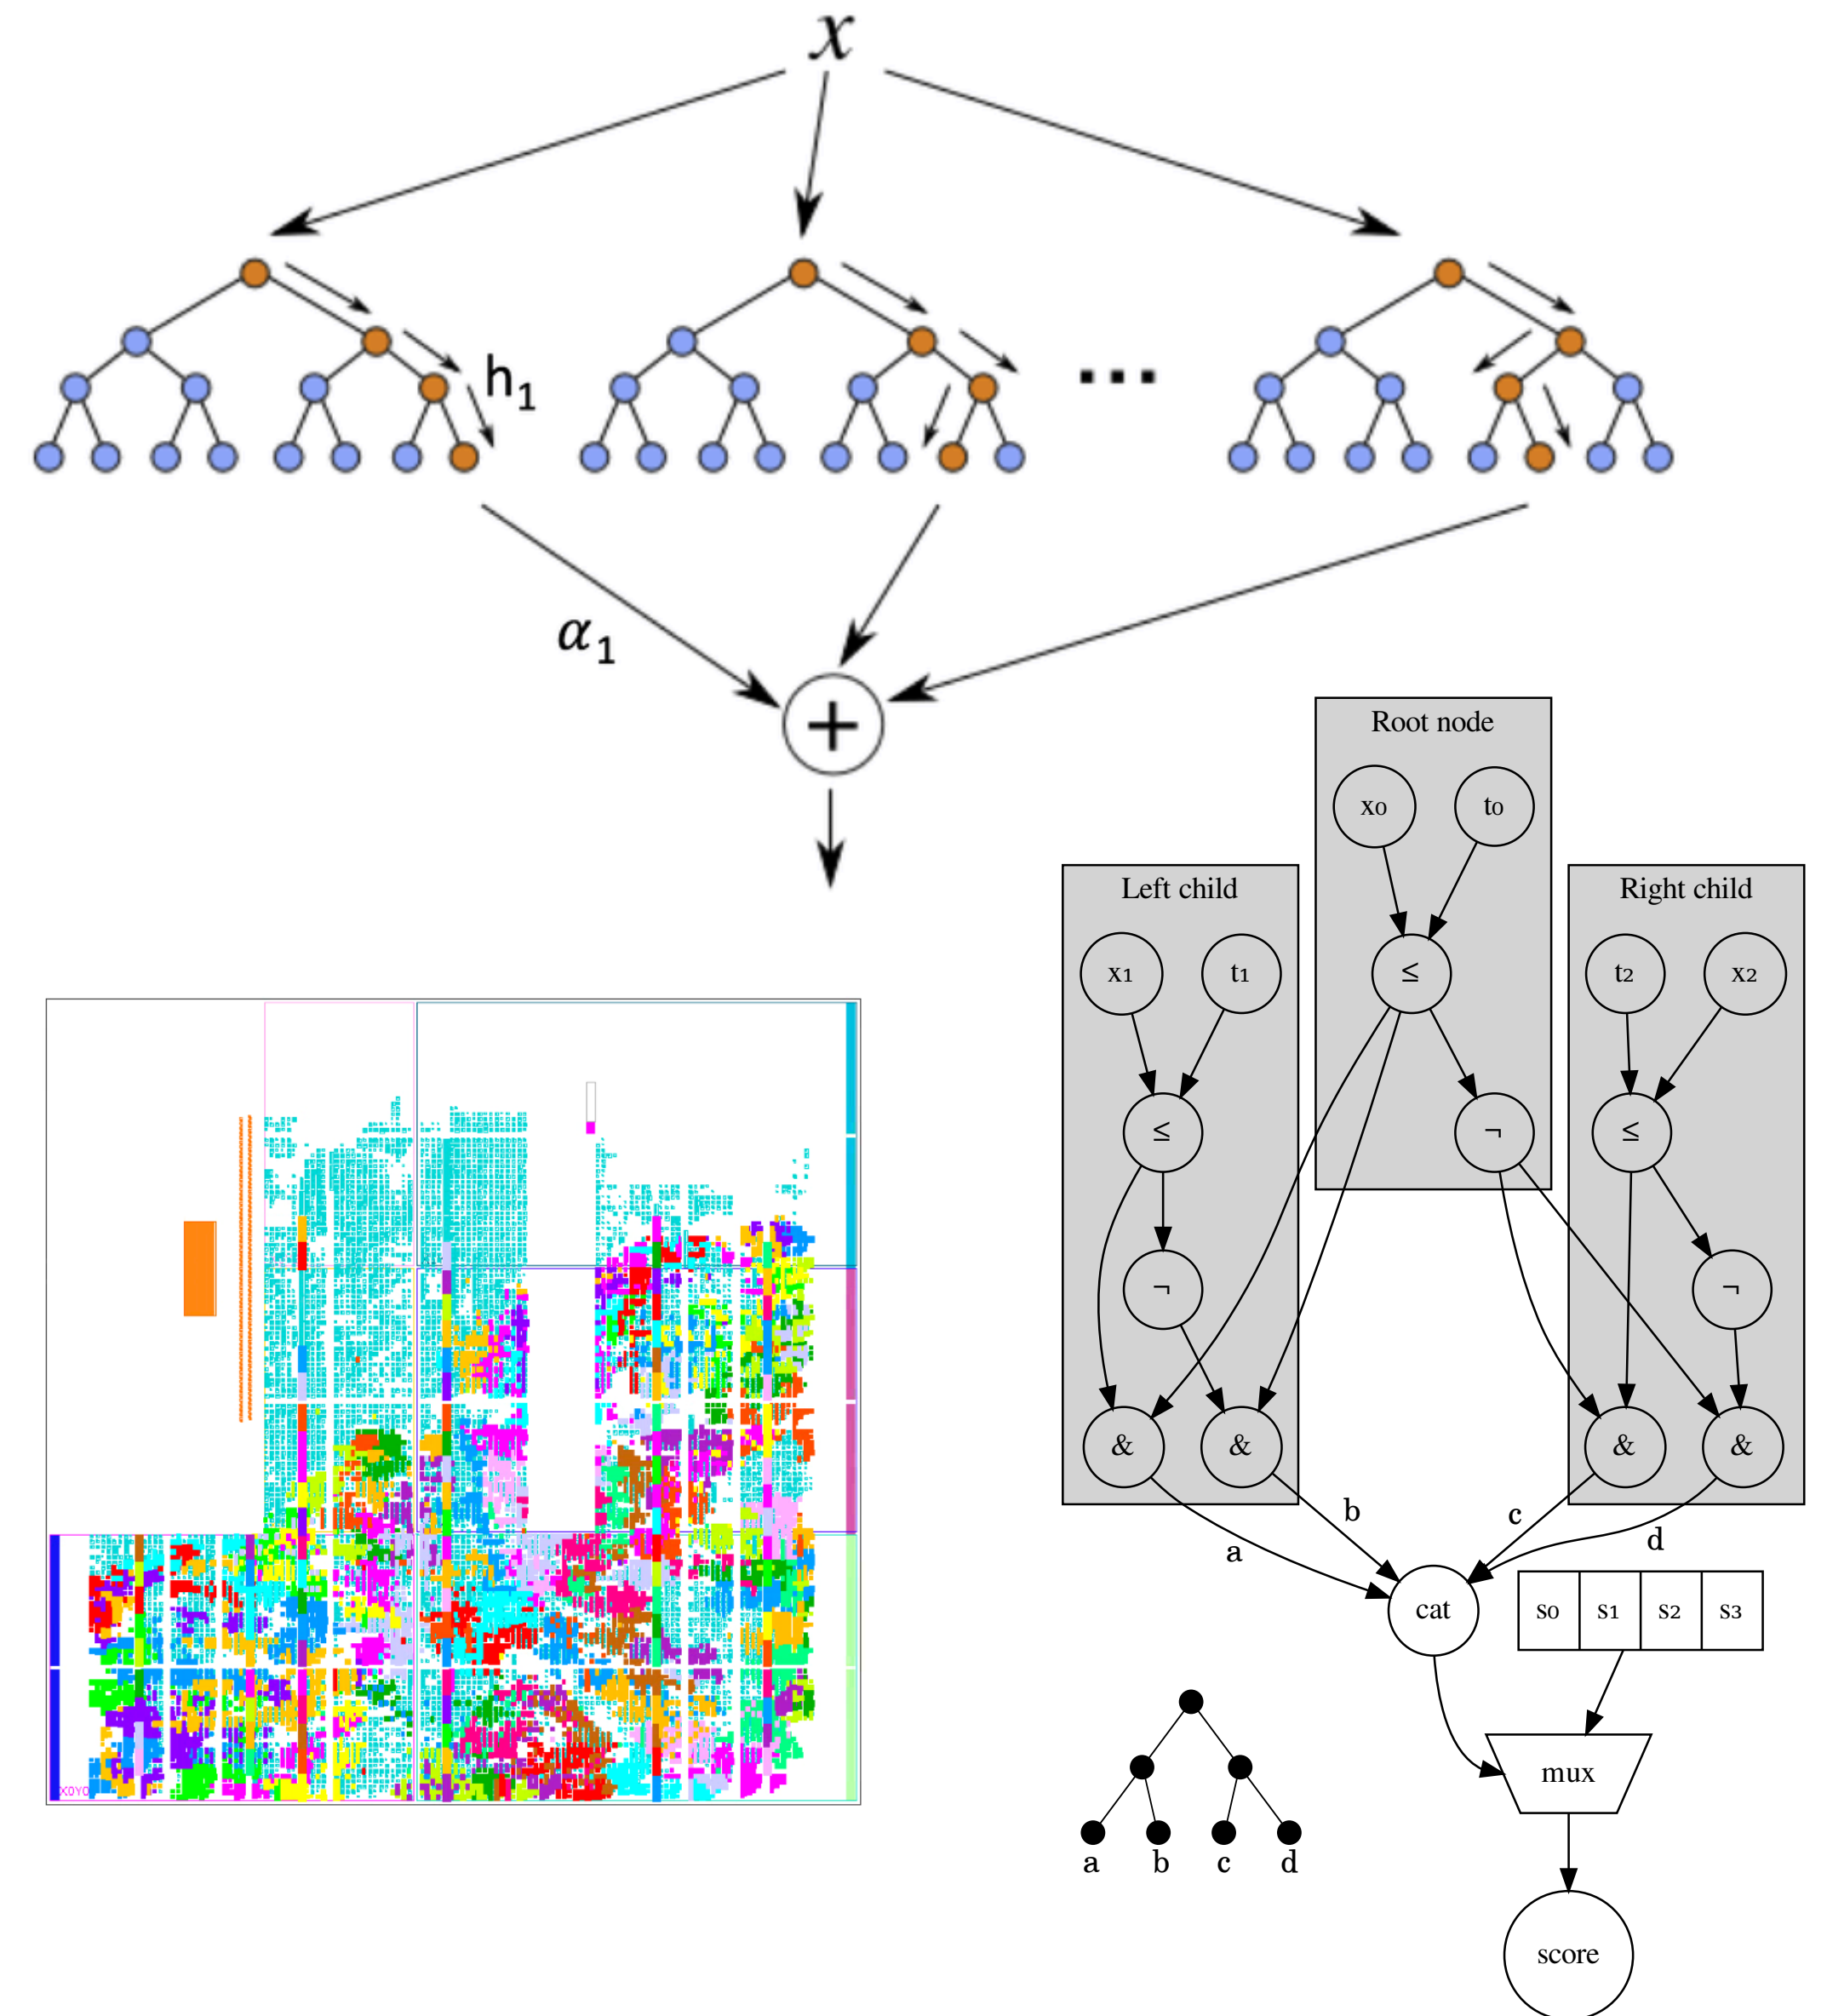 x
h₁
...
α₁
+
Root node
x₀ t₀
Left child
Right child
x₁ t₁
≤
t₂ x₂
≤
¬
≤
¬
¬
& &
& &
a
b
c
d
cat
s₀ s₁ s₂ s₃
mux
a b c d
score
X0Y0